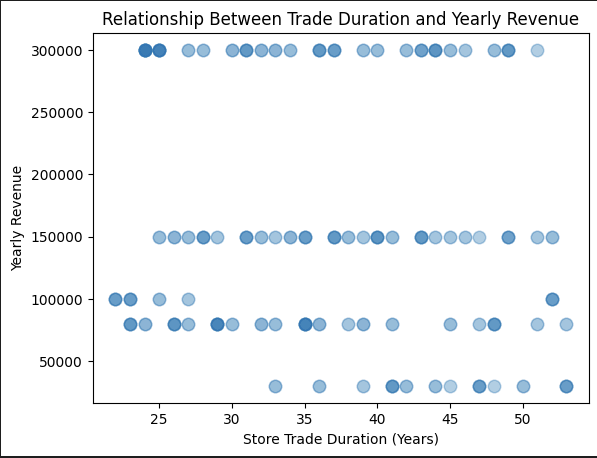 Relationship Between Trade Duration and Yearly Revenue
300000
250000
200000
150000
100000
50000
Yearly Revenue
25 30 35 40 45 50
Store Trade Duration (Years)